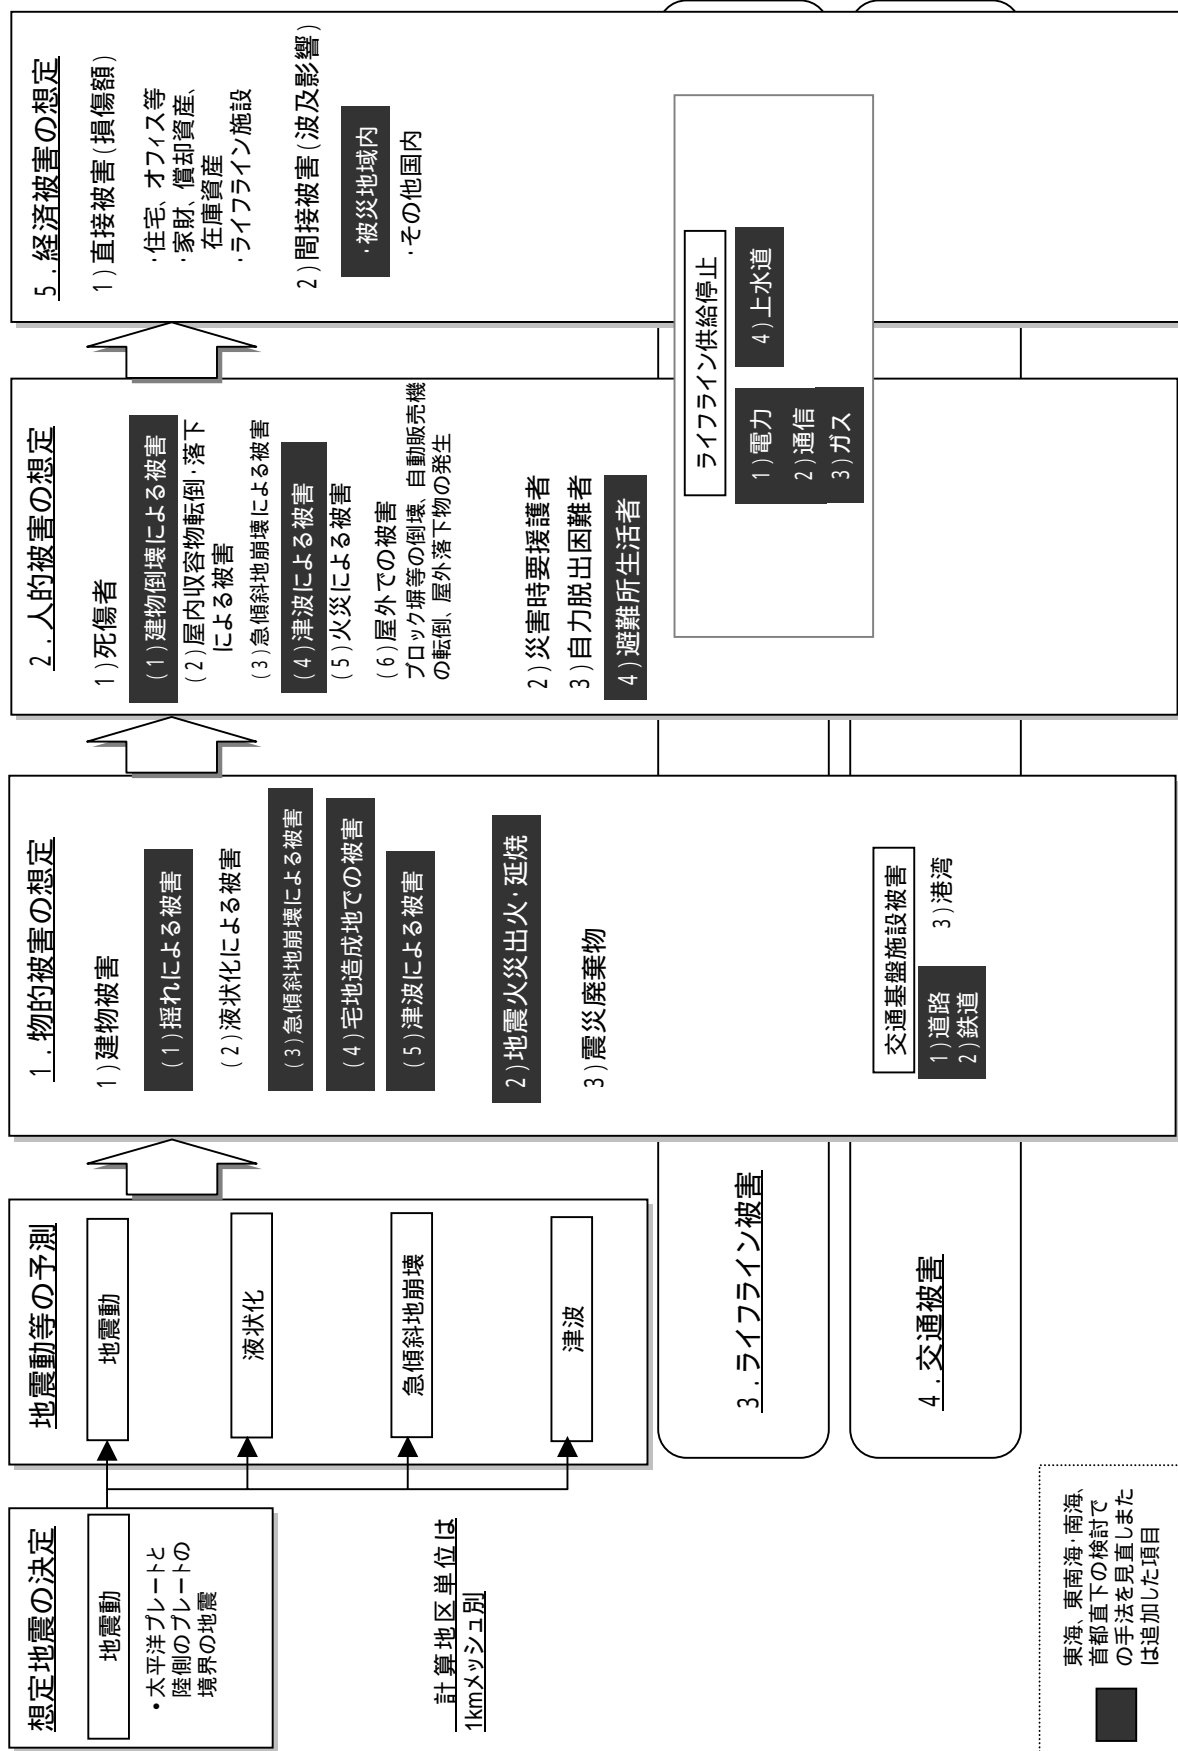 想定地震の決定
地震動
・太平洋プレートと
陸側のプレートの
境界の地震
計算地区単位は
1kmメッシュ別
地震動等の予測
地震動
液状化
急傾斜地崩壊
津波
1.物的被害の想定
1)建物被害
(1)揺れによる被害
(2)液状化による被害
(3)急傾斜地崩壊による被害
(4)宅地造成地での被害
(5)津波による被害
2)地震火災出火・延焼
3)震災廃棄物
2.人的被害の想定
1)死傷者
(1)建物倒壊による被害
(2)屋内収容物転倒・落下
による被害
(3)急傾斜地崩壊による被害
(4)津波による被害
(5)火災による被害
(6)屋外での被害
ブロック塀等の倒壊、自動販売機
の転倒、屋外落下物の発生
2)災害時要援護者
3)自力脱出困難者
4)避難所生活者
5.経済被害の想定
1)直接被害(損傷額)
・住宅、オフィス等
・家財、償却資産、
在庫資産
・ライフライン施設
2)間接被害(波及影響)
・被災地域内
・その他国内
3.ライフライン被害
ライフライン供給停止
1)電力
2)通信
3)ガス
4)上水道
4.交通被害
交通基盤施設被害
1)道路
2)鉄道
3)港湾
東海、東南海・南海、
首都直下の検討で
の手法を見直しまた
は追加した項目